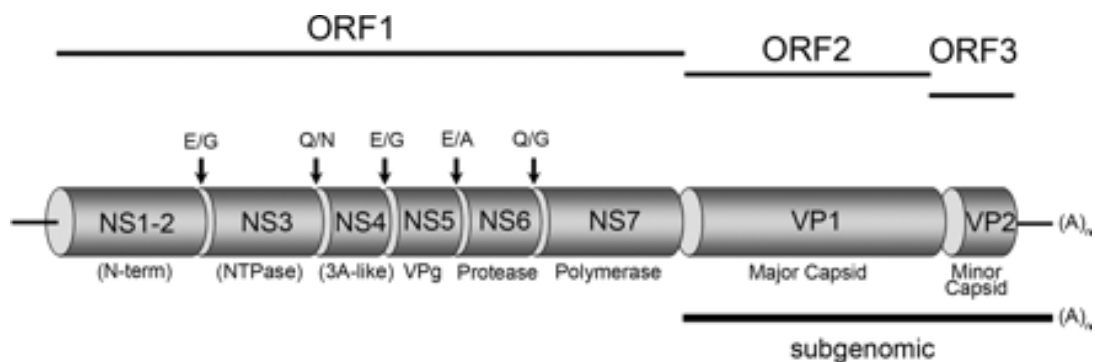 ORF1
ORF2 ORF3
E/G Q/N E/G E/A Q/G
NS1-2 NS3 NS4 NS5 NS6 NS7 VP1 VP2 (A)n
(N-term) (NTPase) (3A-like) VPg Protease Polymerase Major Capsid Minor
Capsid
(A)n
subgenomic